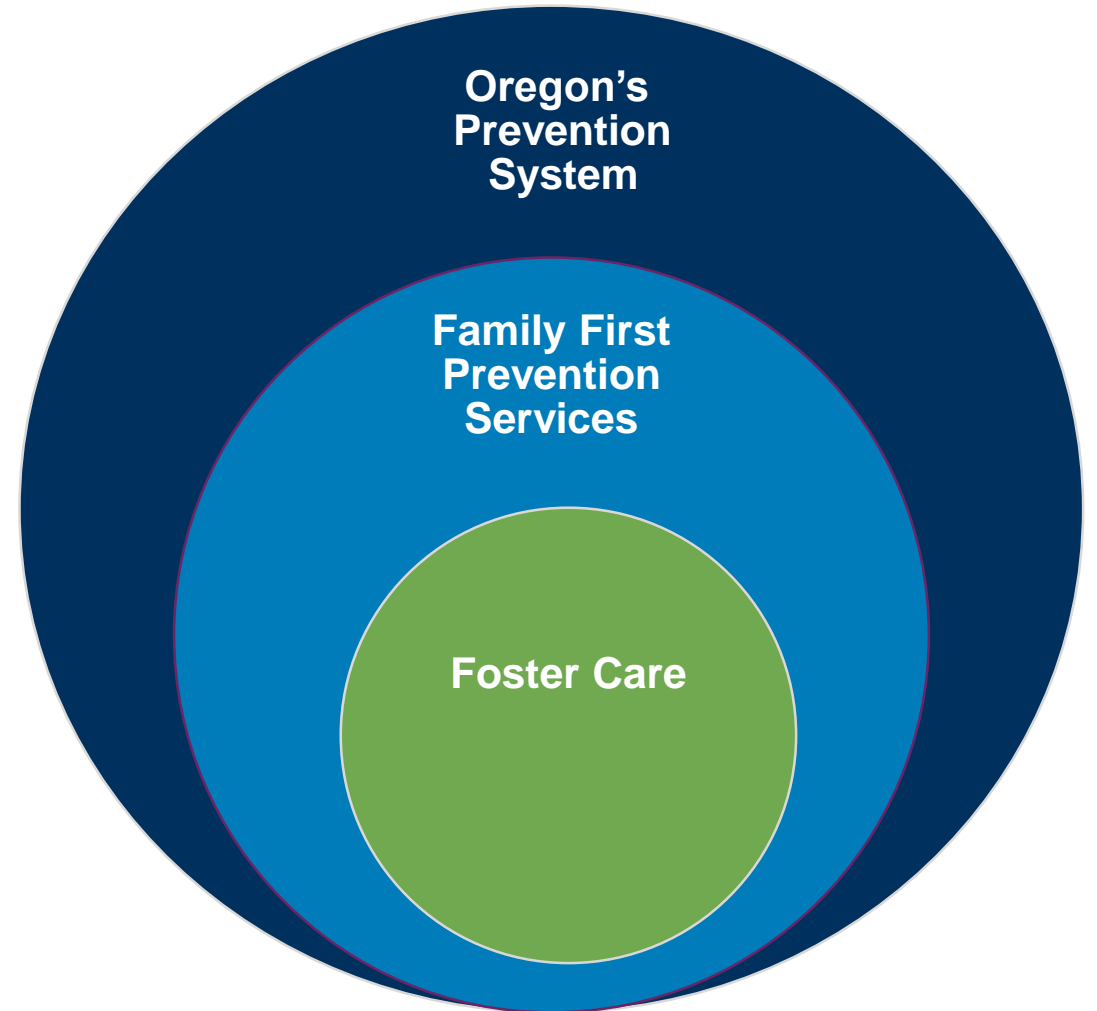 Oregon’s
Prevention
System
Family First
Prevention
Services
Foster Care